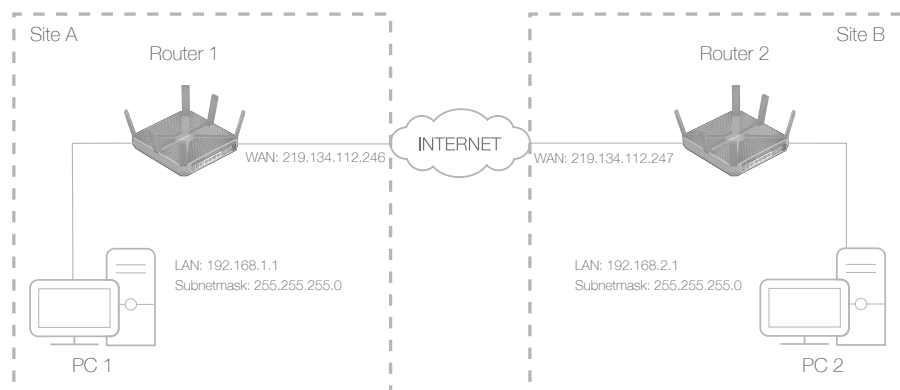 Site A
Site B
Router 1
Router 2
INTERNET
WAN: 219.134.112.246
WAN: 219.134.112.247
LAN: 192.168.1.1
Subnetmask: 255.255.255.0
LAN: 192.168.2.1
Subnetmask: 255.255.255.0
PC 1
PC 2